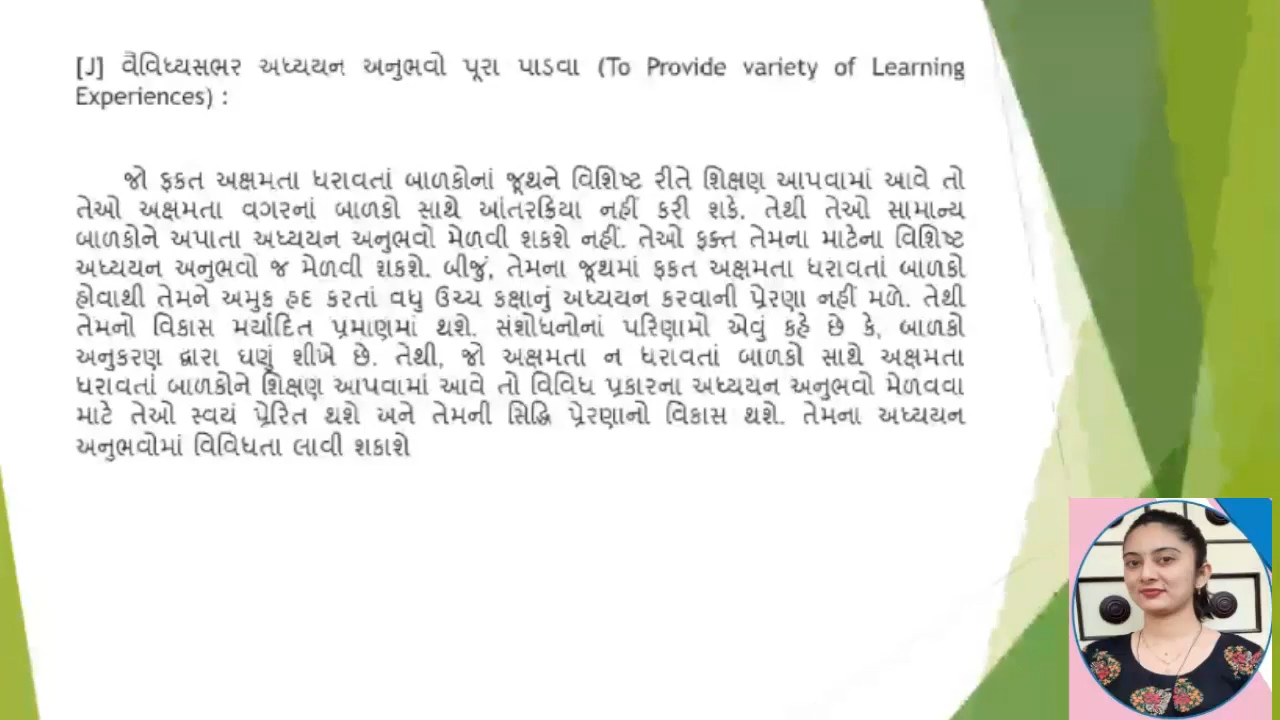 [J] વૈવિધ્યસભર અધ્યયન અનુભવો પૂરા પાડવા (To Provide variety of Learning
Experiences) :
જો ફકત અક્ષમતા ધરાવતાં બાળકોનાં જૂથને વિશિષ્ટ રીતે શિક્ષણ આપવામાં આવે તો
તેઓ અક્ષમતા વગરનાં બાળકો સાથે આંતરક્રિયા નહીં કરી શકે. તેથી તેઓ સામાન્ય
બાળકોને અપાતા અધ્યયન અનુભવો મેળવી શકશે નહીં. તેઓ ફક્ત તેમના માટેના વિશિષ્ટ
અધ્યયન અનુભવો જ મેળવી શકશે. બીજું, તેમના જૂથમાં ફકત અક્ષમતા ધરાવતાં બાળકો
હોવાથી તેમને અમુક હદ કરતાં વધુ ઉચ્ચ કક્ષાનું અધ્યયન કરવાની પ્રેરણા નહીં મળે. તેથી
તેમનો વિકાસ મર્યાદિત પ્રમાણમાં થશે. સંશોધનોનાં પરિણામો એવું કહે છે કે, બાળકો
અનુકરણ દ્વારા ઘણું શીખે છે. તેથી, જો અક્ષમતા ન ધરાવતાં બાળકો સાથે અક્ષમતા
ધરાવતાં બાળકોને શિક્ષણ આપવામાં આવે તો વિવિધ પ્રકારના અધ્યયન અનુભવો મેળવવા
માટે તેઓ સ્વયં પ્રેરિત થશે અને તેમની સિદ્ધિ પ્રેરણાનો વિકાસ થશે. તેમના અધ્યયન
અનુભવોમાં વિવિધતા લાવી શકાશે